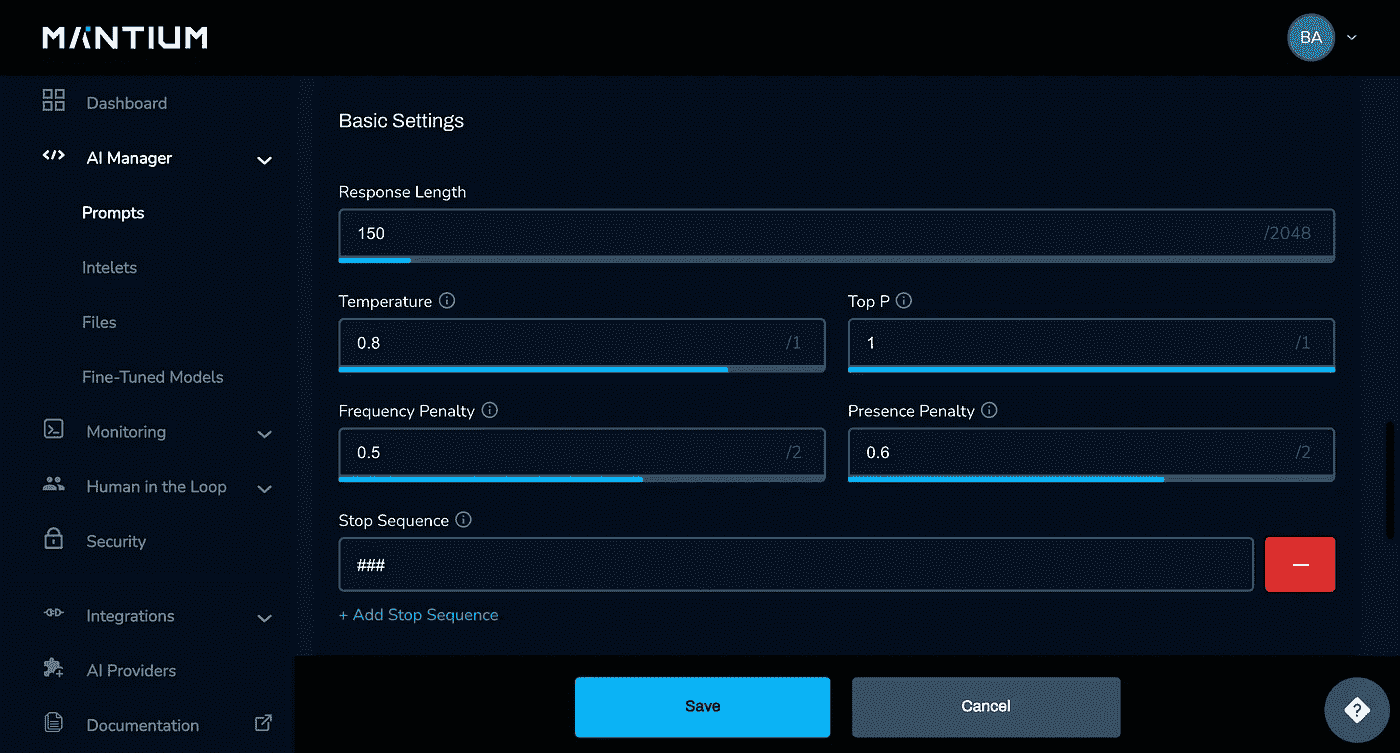 MANTIUM
BA
Dashboard
AI Manager
Prompts
Intelets
Files
Fine-Tuned Models
Monitoring
Human in the Loop
Security
Integrations
AI Providers
Documentation
Basic Settings
Response Length
150 /2048
Temperature Top P
0.8 /1 1 /1
Frequency Penalty Presence Penalty
0.5 /2 0.6 /2
Stop Sequence
###
+ Add Stop Sequence
Save Cancel
?